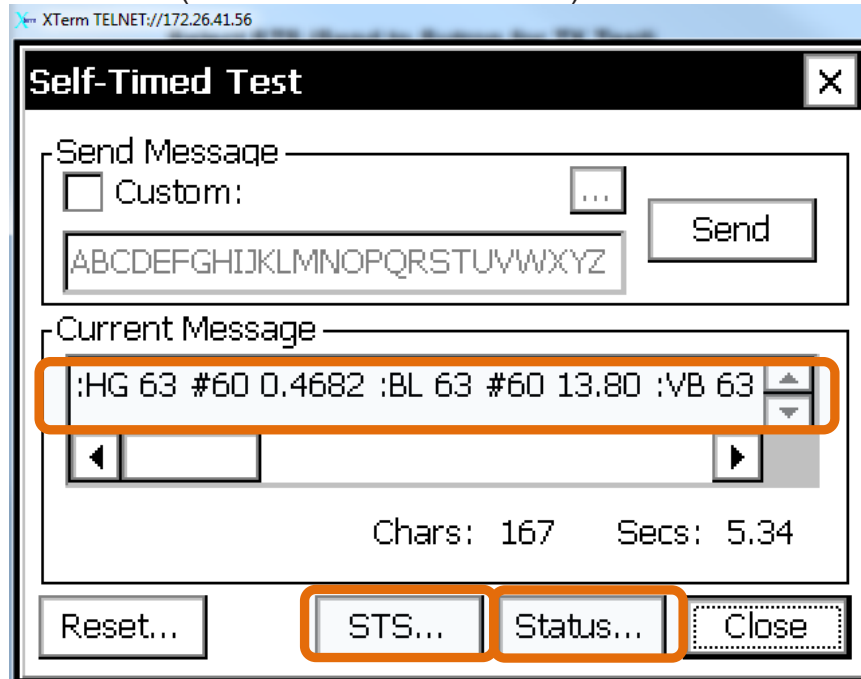 XTerm TELNET://172.26.41.56
Self-Timed Test
Send Message
Custom:
...
Send
ABCDEFGHIJKLMNOPQRSTUVWXYZ
Current Message
:HG 63 #60 0.4682 :BL 63 #60 13.80 :VB 63
Chars: 167 Secs: 5.34
Reset...
STS...
Status...
Close